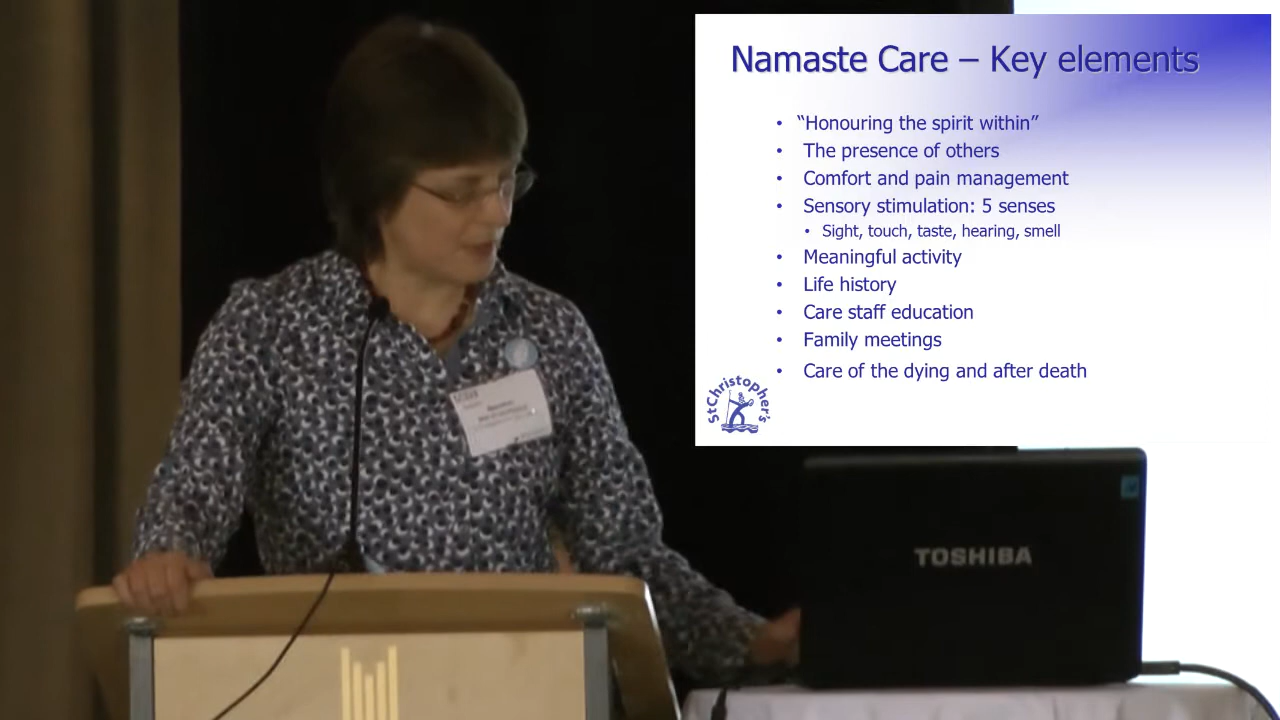 Namaste Care – Key elements
• “Honouring the spirit within”
• The presence of others
• Comfort and pain management
• Sensory stimulation: 5 senses
• Sight, touch, taste, hearing, smell
• Meaningful activity
• Life history
• Care staff education
• Family meetings
• Care of the dying and after death
StChristopher's
TOSHIBA